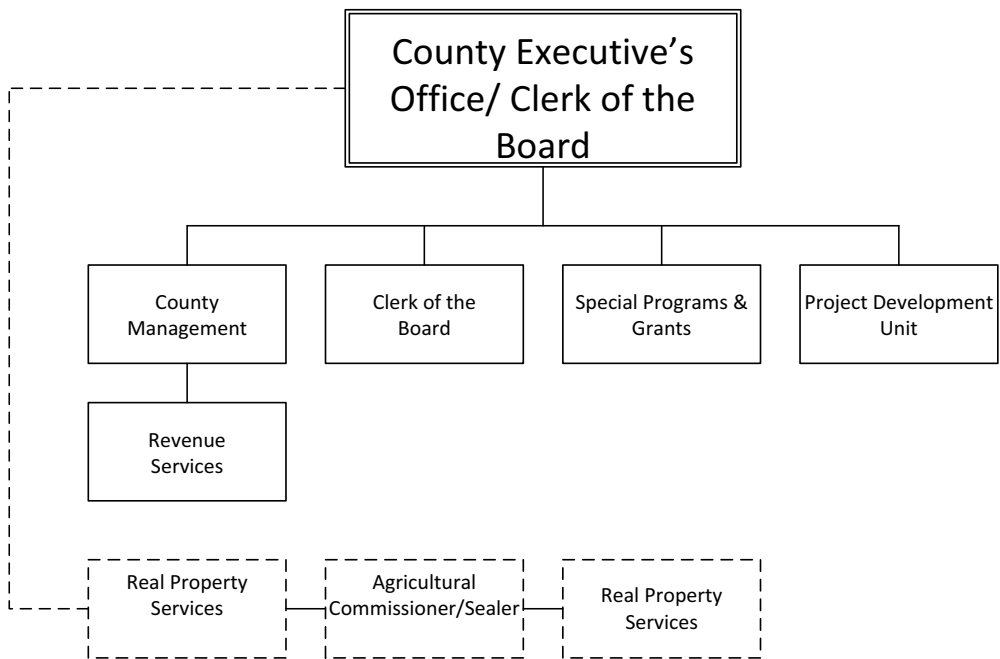 County Executive’s
Office/ Clerk of the
Board
County
Management
Clerk of the
Board
Special Programs &
Grants
Project Development
Unit
Revenue
Services
Real Property
Services
Agricultural
Commissioner/Sealer
Real Property
Services